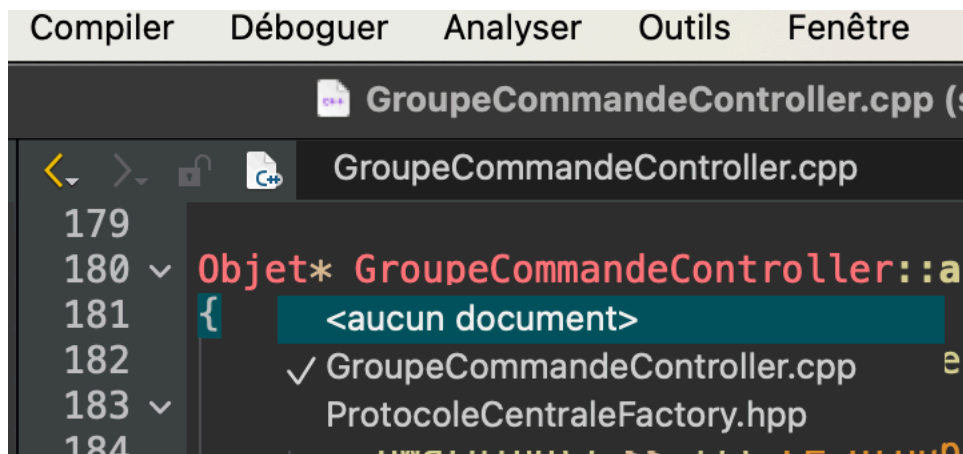 Compiler Déboguer Analyser Outils Fenêtre
GroupeCommandeController.cpp (
GroupeCommandeController.cpp
179
180 Objet* GroupeCommandeController::a
181 {
<aucun document>
182 e
GroupeCommandeController.cpp
183
ProtocoleCentraleFactory.hpp
184